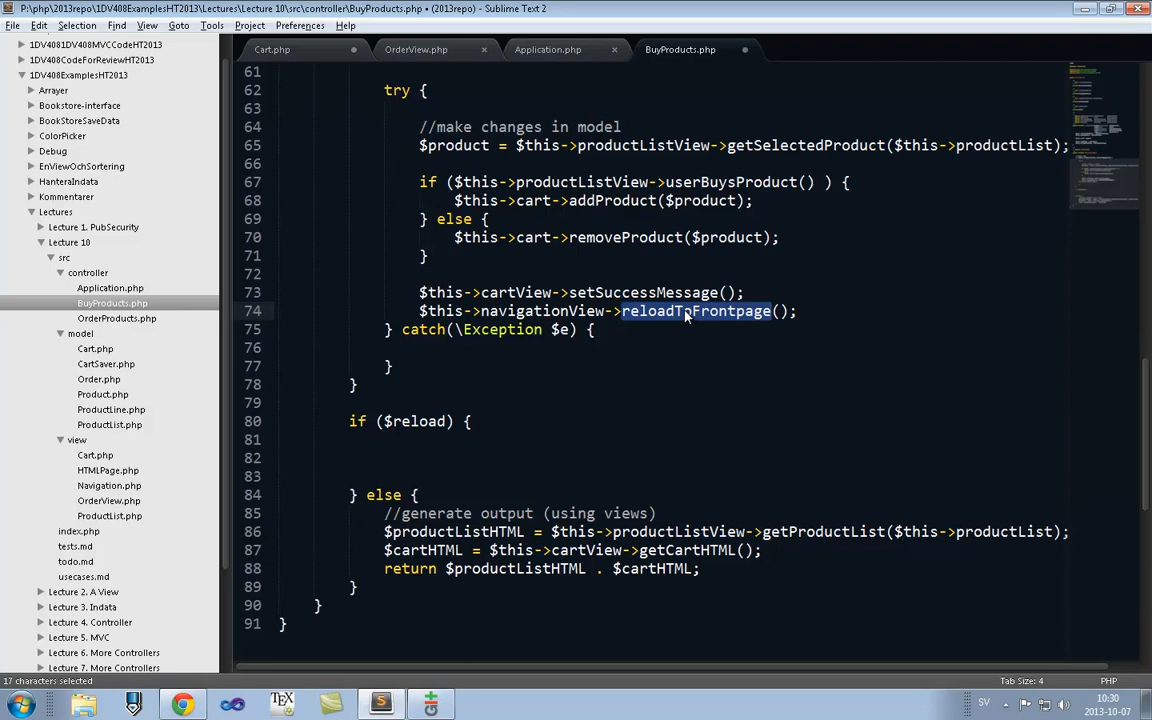 P:\php\2013repo\Lectures\Lecture 10\src\controller\BuyProducts.php • (2013repo) - Sublime Text 2
File Edit Selection Find View Goto Tools Project Preferences Help
1DV4081DV408MVCCodeHT2013
1DV408CodeForReviewHT2013
1DV408ExamplesHT2013
Arrayer
Bookstore-interface
BookStoreSaveData
ColorPicker
Debug
EnViewOchSortering
HanteraIndata
Kommentarer
Lectures
Lecture 1. PubSecurity
Lecture 10
src
controller
Application.php
BuyProducts.php
OrderProducts.php
model
Cart.php
CartSaver.php
Order.php
Product.php
ProductLine.php
ProductList.php
view
Cart.php
HTMLPage.php
Navigation.php
OrderView.php
ProductList.php
index.php
tests.md
todo.md
usecases.md
Lecture 2. A View
Lecture 3. Indata
Lecture 4. Controller
Lecture 5. MVC
Lecture 6. More Controllers
Lecture 7. More Controllers
Cart.php OrderView.php Application.php BuyProducts.php
61
62 try {
63
64 //make changes in model
65 $product = $this->productListView->getSelectedProduct($this->productList);
66
67 if ($this->productListView->userBuysProduct() ) {
68 $this->cart->addProduct($product);
69 } else {
70 $this->cart->removeProduct($product);
71 }
72
73 $this->cartView->setSuccessMessage();
74 $this->navigationView->reloadToFrontpage();
75 } catch(\Exception $e) {
76
77 }
78 }
79
80 if ($reload) {
81
82
83
84 } else {
85 //generate output (using views)
86 $productListHTML = $this->productListView->getProductList($this->productList);
87 $cartHTML = $this->cartView->getCartHTML();
88 return $productListHTML . $cartHTML;
89 }
90 }
91 }
17 characters selected Tab Size: 4 PHP
SV 10:30
2013-10-07